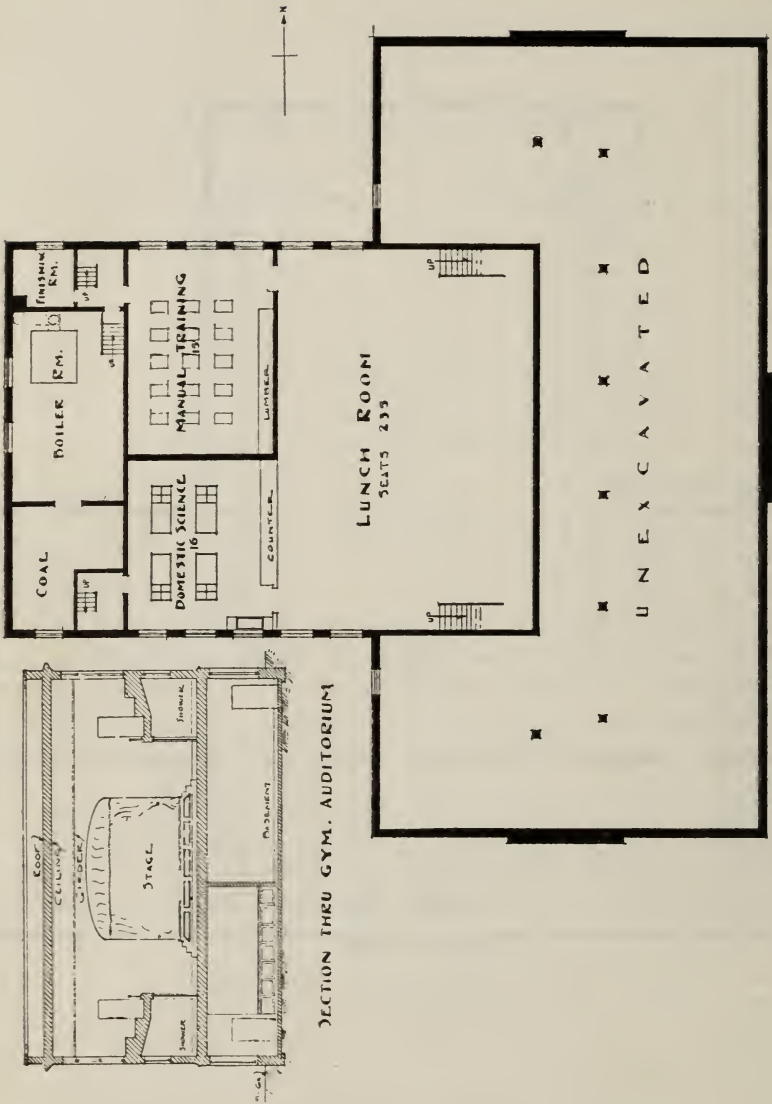 N
FINISHING
RM.
UP
UP
BOILER RM.
COAL
UP
MANUAL TRAINING
15
LUMBER
DOMESTIC SCIENCE
16
COUNTER
LUNCH ROOM
SEATS 235
UP
UP
UNEXCAVATED
ROOF
CEILING
GIRDER
STAGE
SHOWER
SHOWER
BASEMENT
SECTION THRU GYM. AUDITORIUM